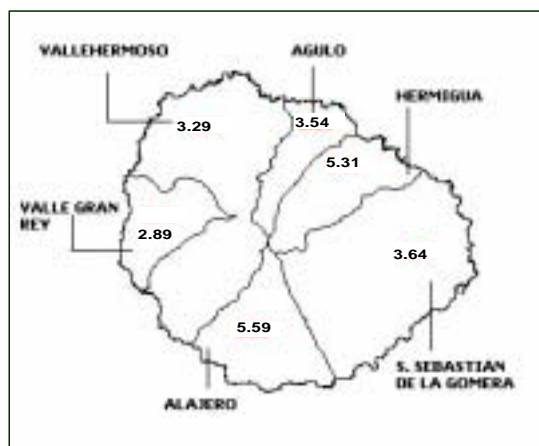 VALLEHERMOSO
AGULO
HERMIGUA
3.29
3.54
5.31
VALLE GRAN
REY
2.89
3.64
5.59
S. SEBASTIAN
DE LA GOMERA
ALAJERO